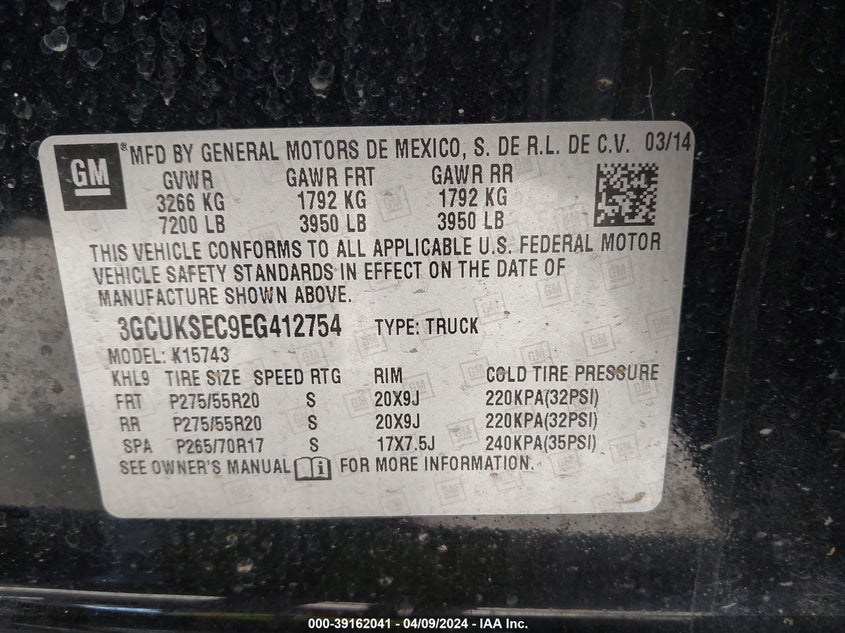 GM
MFD BY GENERAL MOTORS DE MEXICO, S. DE R.L. DE C.V. 03/14
GVWR GAWR FRT GAWR RR
3266 KG 1792 KG 1792 KG
7200 LB 3950 LB 3950 LB
THIS VEHICLE CONFORMS TO ALL APPLICABLE U.S. FEDERAL MOTOR
VEHICLE SAFETY STANDARDS IN EFFECT ON THE DATE OF
MANUFACTURE SHOWN ABOVE.
3GCUKSEC9EG412754 TYPE: TRUCK
MODEL: K15743
KHL9 TIRE SIZE SPEED RTG RIM COLD TIRE PRESSURE
FRT P275/55R20 S 20X9J 220KPA(32PSI)
RR P275/55R20 S 20X9J 220KPA(32PSI)
SPA P265/70R17 S 17X7.5J 240KPA(35PSI)
SEE OWNER'S MANUAL FOR MORE INFORMATION.
000-39162041 - 04/09/2024 - IAA Inc.